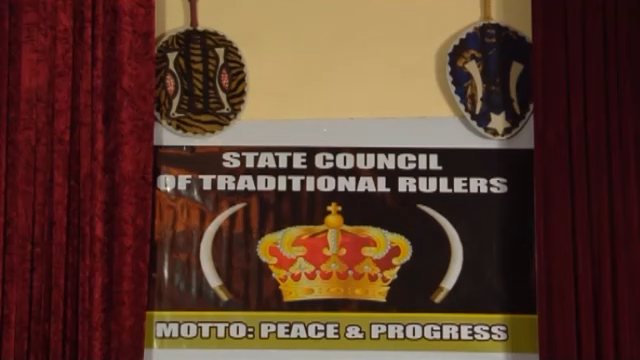 STATE COUNCIL
OF TRADITIONAL RULERS
MOTTO: PEACE & PROGRESS